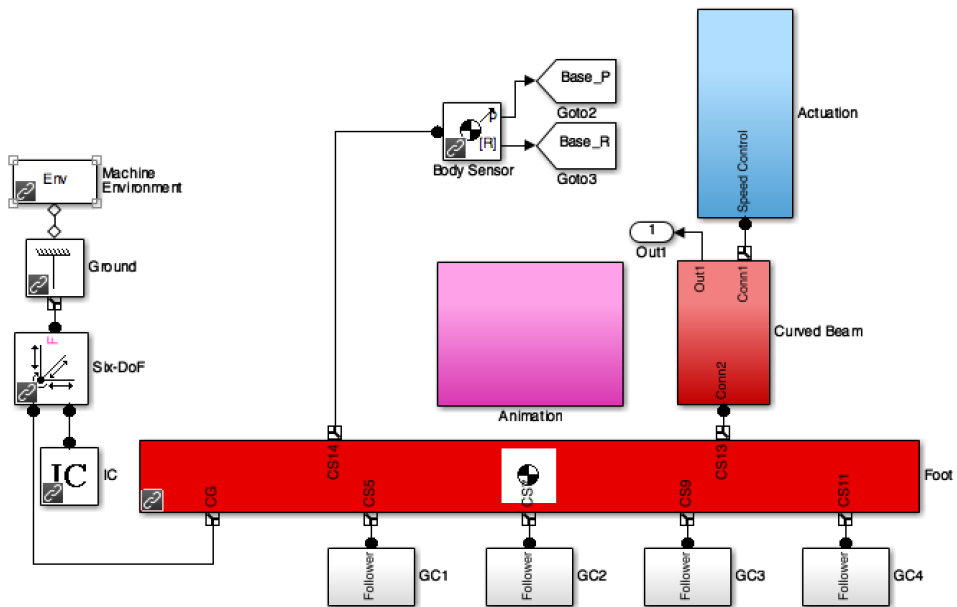 Base_P
Goto2
p
[R]
Base_R
Body Sensor
Goto3
Speed Control
Actuation
Env
Machine
Environment
1
Out1
Ground
Out1
Conn1
Curved Beam
Conn2
F
Six-DoF
Animation
IC
IC
CS14
CS13
CG
CS5
CS9
CS11
Foot
Follower
GC1
Follower
GC2
Follower
GC3
Follower
GC4